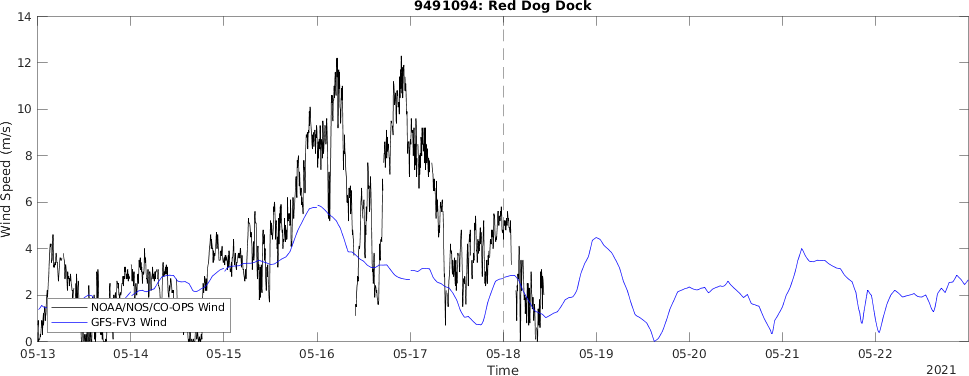 9491094: Red Dog Dock
14
12
10
8
6
4
2
0
Wind Speed (m/s)
NOAA/NOS/CO-OPS Wind
GFS-FV3 Wind
05-13 05-14 05-15 05-16 05-17 05-18 05-19 05-20 05-21 05-22
Time
2021